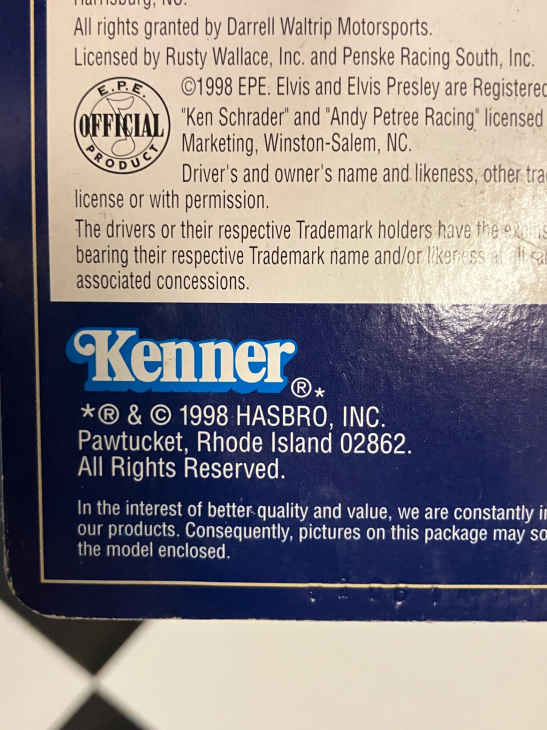 Harrisburg, NC.
All rights granted by Darrell Waltrip Motorsports.
Licensed by Rusty Wallace, Inc. and Penske Racing South, Inc.
E.P.E.
OFFICIAL
PRODUCT
©1998 EPE. Elvis and Elvis Presley are Registered
"Ken Schrader" and "Andy Petree Racing" licensed
Marketing, Winston-Salem, NC.
Driver's and owner's name and likeness, other
license or with permission.
The drivers or their respective Trademark holders have the
bearing their respective Trademark name and/or likeness at all
associated concessions.
Kenner®*
*® & © 1998 HASBRO, INC.
Pawtucket, Rhode Island 02862.
All Rights Reserved.
In the interest of better quality and value, we are constantly
our products. Consequently, pictures on this package may
the model enclosed.